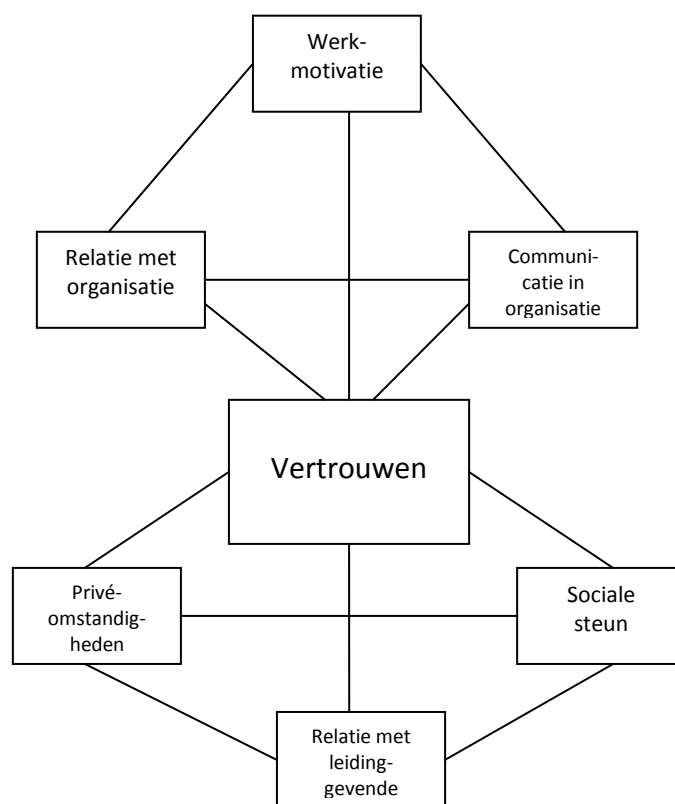 Werk-
motivatie
Relatie met
organisatie
Communi-
catie in
organisatie
Vertrouwen
Privé-
omstandig-
heden
Sociale
steun
Relatie met
leiding-
gevende